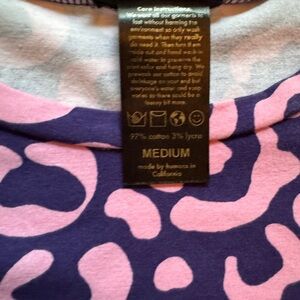 Care Instructions:
We want all our garments to
last without harming the
environment so only wash
garments when they really
do need it. Then turn them
inside out and hand wash in
cold water to preserve the
print color and hang dry. We
prewash our cotton to avoid
shrinkage on your end but
everyone's water and soap
varies so there could be a
teensy bit more.
97% cotton 3% lycra
MEDIUM
made by humans in
California